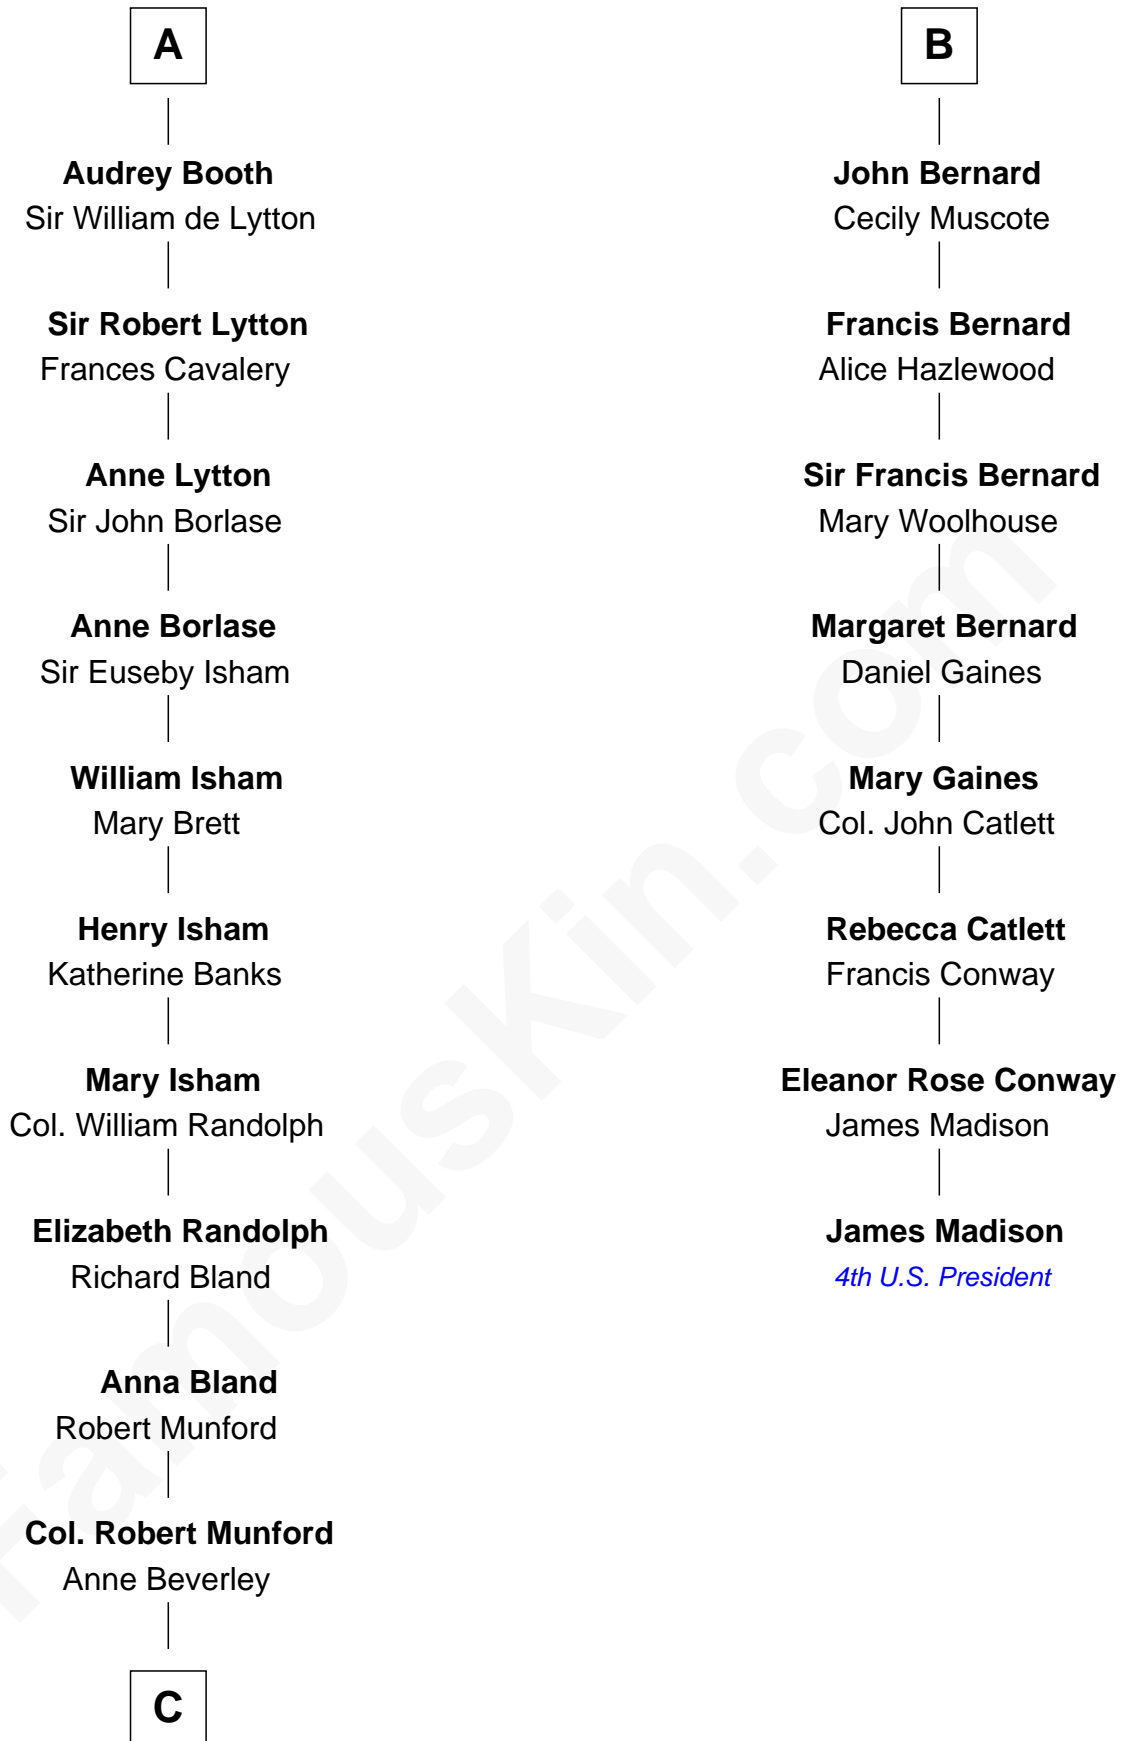 A
Audrey Booth
Sir William de Lytton
Sir Robert Lytton
Frances Cavalery
Anne Lytton
Sir John Borlase
Anne Borlase
Sir Euseby Isham
William Isham
Mary Brett
Henry Isham
Katherine Banks
Mary Isham
Col. William Randolph
Elizabeth Randolph
Richard Bland
Anna Bland
Robert Munford
Col. Robert Munford
Anne Beverley
C
B
John Bernard
Cecily Muscote
Francis Bernard
Alice Hazlewood
Sir Francis Bernard
Mary Woolhouse
Margaret Bernard
Daniel Gaines
Mary Gaines
Col. John Catlett
Rebecca Catlett
Francis Conway
Eleanor Rose Conway
James Madison
James Madison
4th U.S. President
FamousKin.com